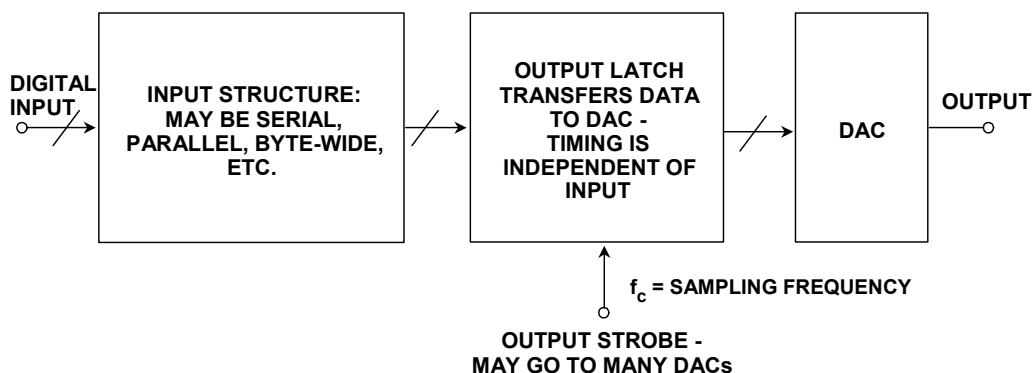 DIGITAL
INPUT
INPUT STRUCTURE:
MAY BE SERIAL,
PARALLEL, BYTE-WIDE,
ETC.
OUTPUT LATCH
TRANSFERS DATA
TO DAC -
TIMING IS
INDEPENDENT OF
INPUT
DAC
OUTPUT
fc = SAMPLING FREQUENCY
OUTPUT STROBE -
MAY GO TO MANY DACs